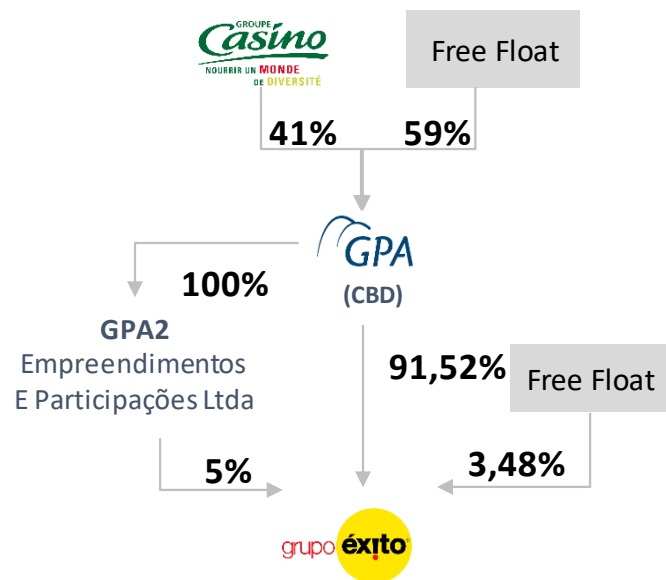 GROUPE
Casino
NOURRIR UN MONDE
DE DIVERSITÉ
Free Float
41%
59%
GPA
(CBD)
100%
GPA2
Empreendimentos
E Participações Ltda
91,52%
Free Float
5%
3,48%
grupo éxito